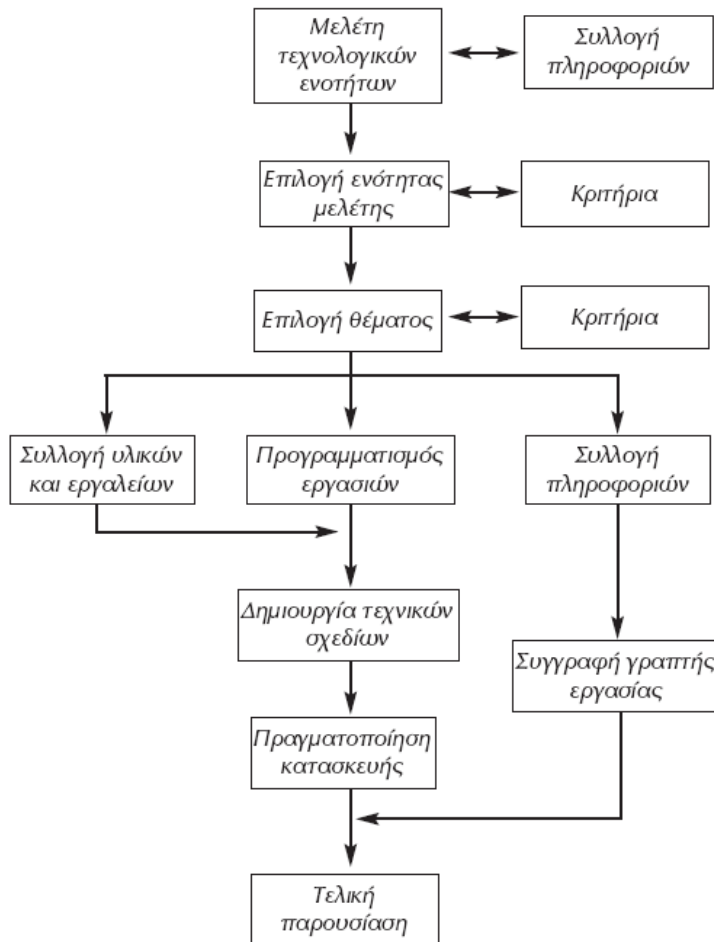 Μελέτη
τεχνολογικών
ενοτήτων
Συλλογή
πληροφοριών
Επιλογή ενότητας
μελέτης
Κριτήρια
Επιλογή θέματος
Κριτήρια
Συλλογή υλικών
και εργαλείων
Προγραμματισμός
εργασιών
Συλλογή
πληροφοριών
Δημιουργία τεχνικών
σχεδίων
Συγγραφή γραπτής
εργασίας
Πραγματοποίηση
κατασκευής
Τελική
παρουσίαση